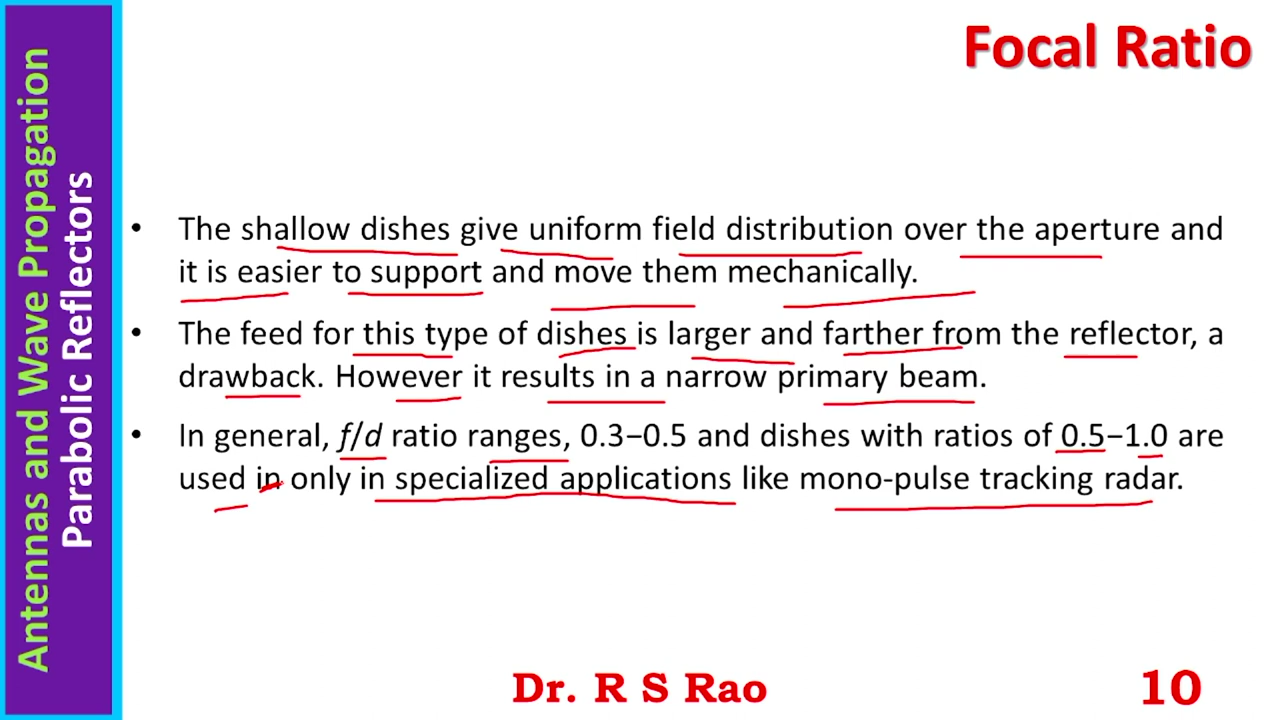 Focal Ratio
Antennas and Wave Propagation
Parabolic Reflectors
• The shallow dishes give uniform field distribution over the aperture and
it is easier to support and move them mechanically.
• The feed for this type of dishes is larger and farther from the reflector, a
drawback. However it results in a narrow primary beam.
• In general, f/d ratio ranges, 0.3−0.5 and dishes with ratios of 0.5−1.0 are
used in only in specialized applications like mono-pulse tracking radar.
Dr. R S Rao
10